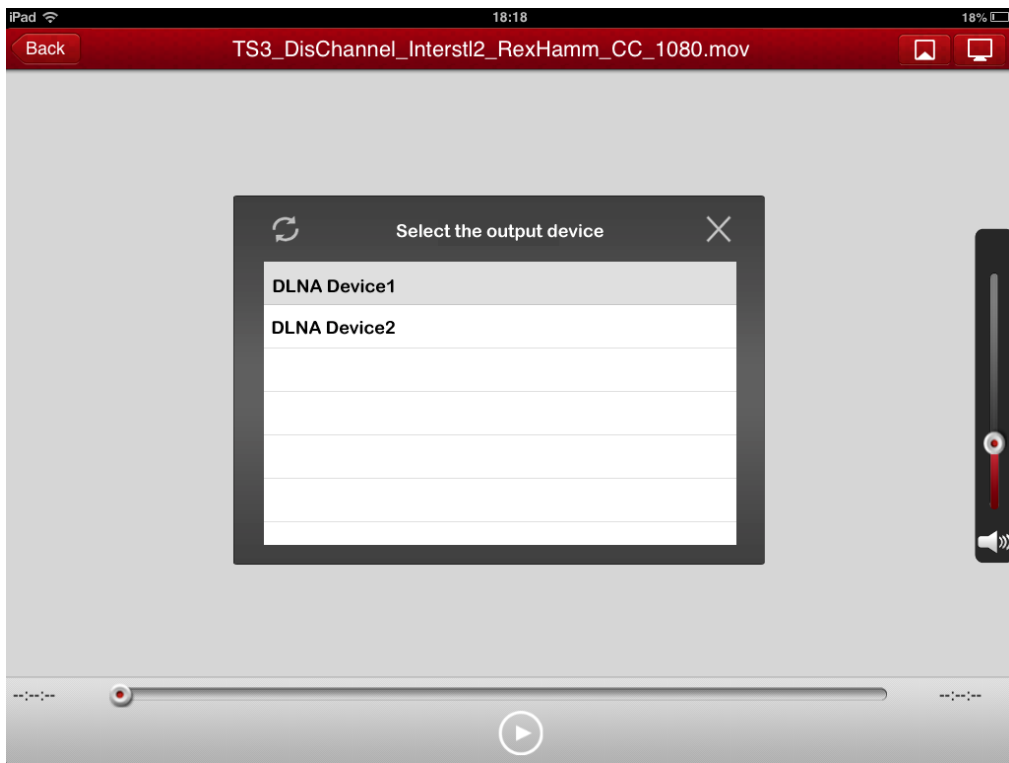 iPad 18:18 18%
Back TS3_DisChannel_Interstl2_RexHamm_CC_1080.mov
Select the output device
DLNA Device1
DLNA Device2
--:--:-- --:--:--